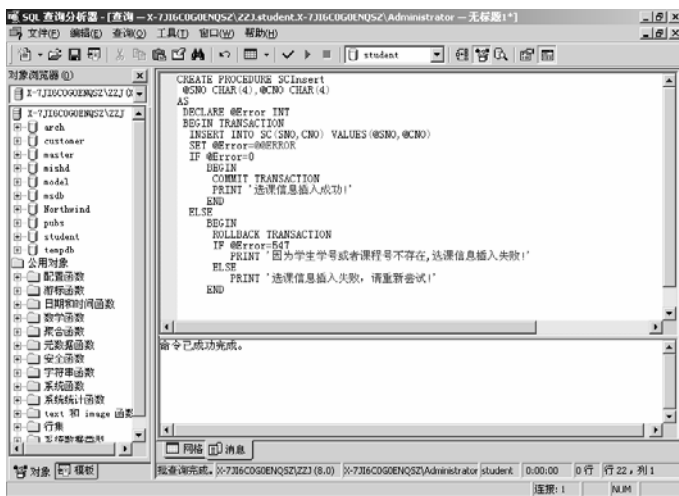 SQL 查询分析器 - [查询 — X-7JI6C0G0ENQSZ\ZZJ.student.X-7JI6C0G0ENQSZ\Administrator — 无标题1*]
文件(F) 编辑(E) 查询(Q) 工具(T) 窗口(W) 帮助(H)
student
对象浏览器(O)
X-7JI6C0G0ENQSZ\ZZJ (X
X-7JI6C0G0ENQSZ\ZZJ
arch
customer
master
mishd
model
msdb
Northwind
pubs
student
tempdb
公用对象
配置函数
游标函数
日期和时间函数
数学函数
聚合函数
元数据函数
安全函数
字符串函数
系统函数
系统统计函数
text 和 image 函数
行集
系统数据类型
对象 模板
CREATE PROCEDURE SCInsert
@SNO CHAR(4),@CNO CHAR(4)
AS
DECLARE @Error INT
BEGIN TRANSACTION
INSERT INTO SC(SNO,CNO) VALUES(@SNO,@CNO)
SET @Error=@@ERROR
IF @Error=0
BEGIN
COMMIT TRANSACTION
PRINT '选课信息插入成功!'
END
ELSE
BEGIN
ROLLBACK TRANSACTION
IF @Error=547
PRINT '因为学生学号或者课程号不存在,选课信息插入失败!'
ELSE
PRINT '选课信息插入失败，请重新尝试!'
END
命令已成功完成。
网格 消息
批查询完成。 X-7JI6C0G0ENQSZ\ZZJ (8.0) X-7JI6C0G0ENQSZ\Administrator student 0:00:00 0 行 行 22，列 1
连接: 1 NUM